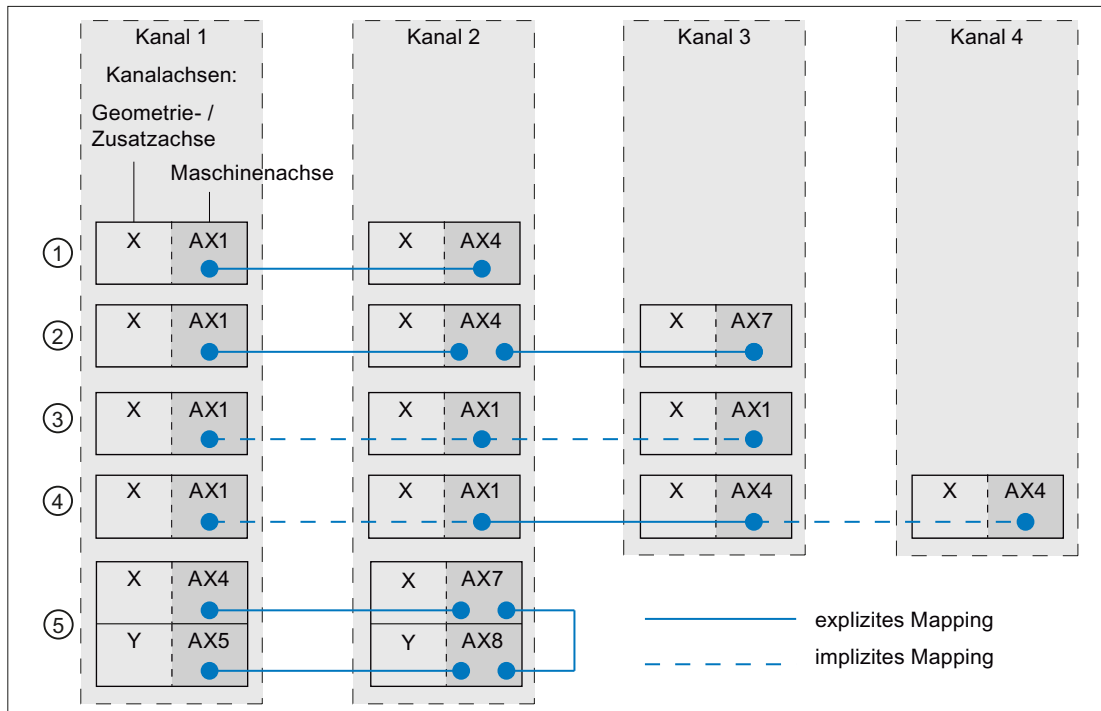 Kanal 1 Kanal 2 Kanal 3 Kanal 4
Kanalachsen:
Geometrie- /
Zusatzachse
Maschinenachse
1 X AX1 X AX4
2 X AX1 X AX4 X AX7
3 X AX1 X AX1 X AX1
4 X AX1 X AX1 X AX4 X AX4
5 X AX4 X AX7
Y AX5 Y AX8
explizites Mapping
implizites Mapping